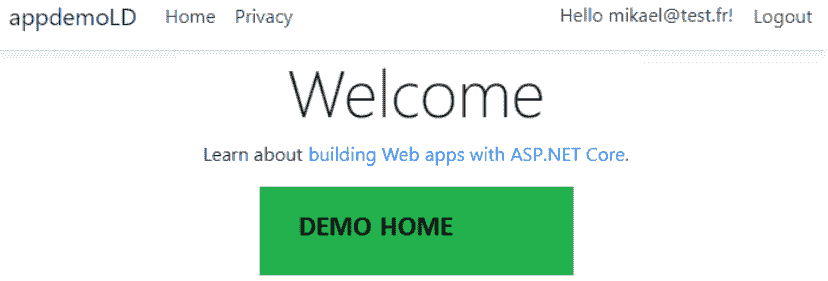 appdemoLD Home Privacy Hello mikael@test.fr! Logout
Welcome
Learn about building Web apps with ASP.NET Core.
DEMO HOME